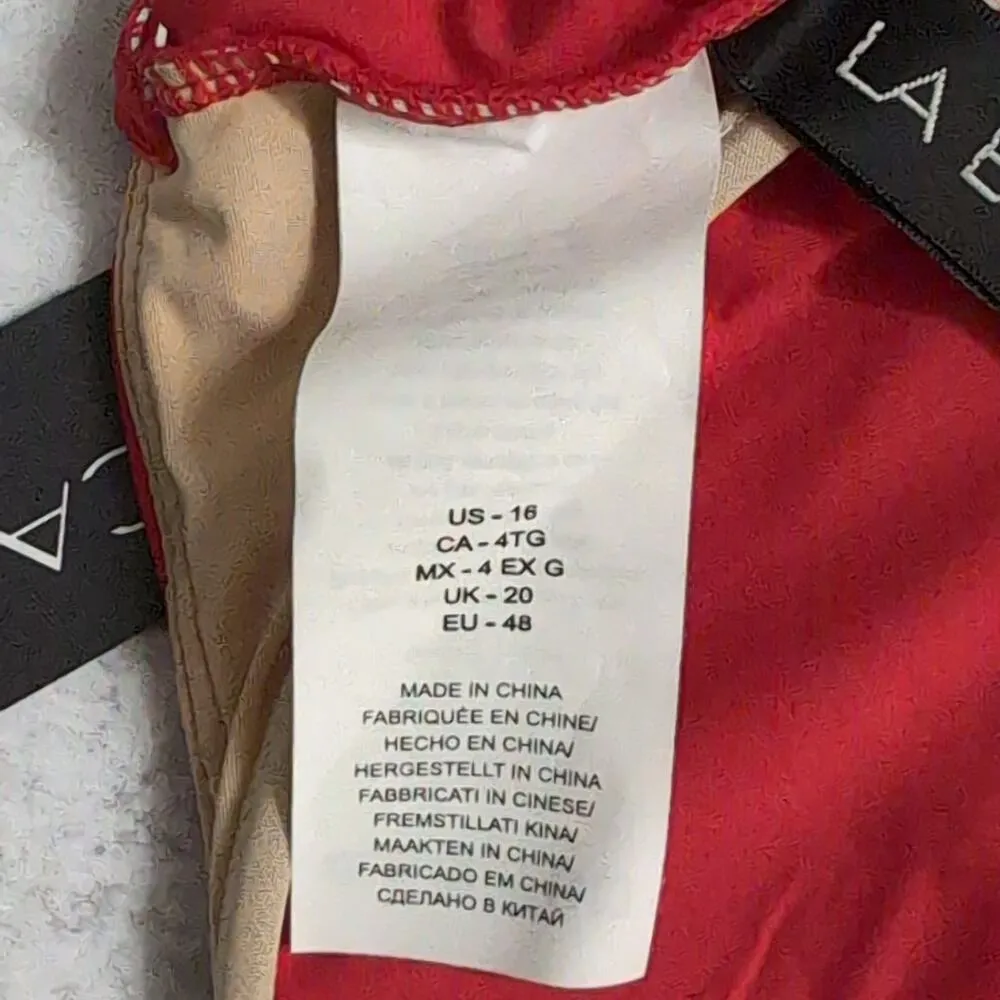 LA
US - 16
CA - 4TG
MX - 4 EX G
UK - 20
EU - 48
MADE IN CHINA
FABRIQUÉE EN CHINE/
HECHO EN CHINA/
HERGESTELLT IN CHINA
FABBRICATI IN CINESE/
FREMSTILLATI KINA/
MAAKTEN IN CHINA/
FABRICADO EM CHINA/
СДЕЛАНО В КИТАЙ